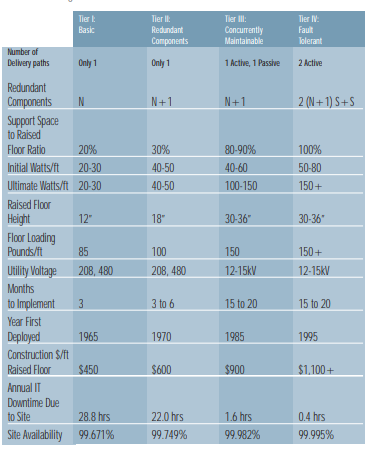 Tier I: Tier II: Tier III: Tier IV:
Basic Redundant Concurrently Fault
Components Maintainable Tolerant
Number of
Delivery paths Only 1 Only 1 1 Active, 1 Passive 2 Active
Redundant
Components N N + 1 N + 1 2 (N + 1) S + S
Support Space
to Raised
Floor Ratio 20% 30% 80-90% 100%
Initial Watts/ft 20-30 40-50 40-60 50-80
Ultimate Watts/ft 20-30 40-50 100-150 150 +
Raised Floor
Height 12" 18" 30-36" 30-36"
Floor Loading
Pounds/ft 85 100 150 150 +
Utility Voltage 208, 480 208, 480 12-15kV 12-15kV
Months
to Implement 3 3 to 6 15 to 20 15 to 20
Year First
Deployed 1965 1970 1985 1995
Construction $/ft
Raised Floor $450 $600 $900 $1,100 +
Annual IT
Downtime Due
to Site 28.8 hrs 22.0 hrs 1.6 hrs 0.4 hrs
Site Availability 99.671% 99.749% 99.982% 99.995%